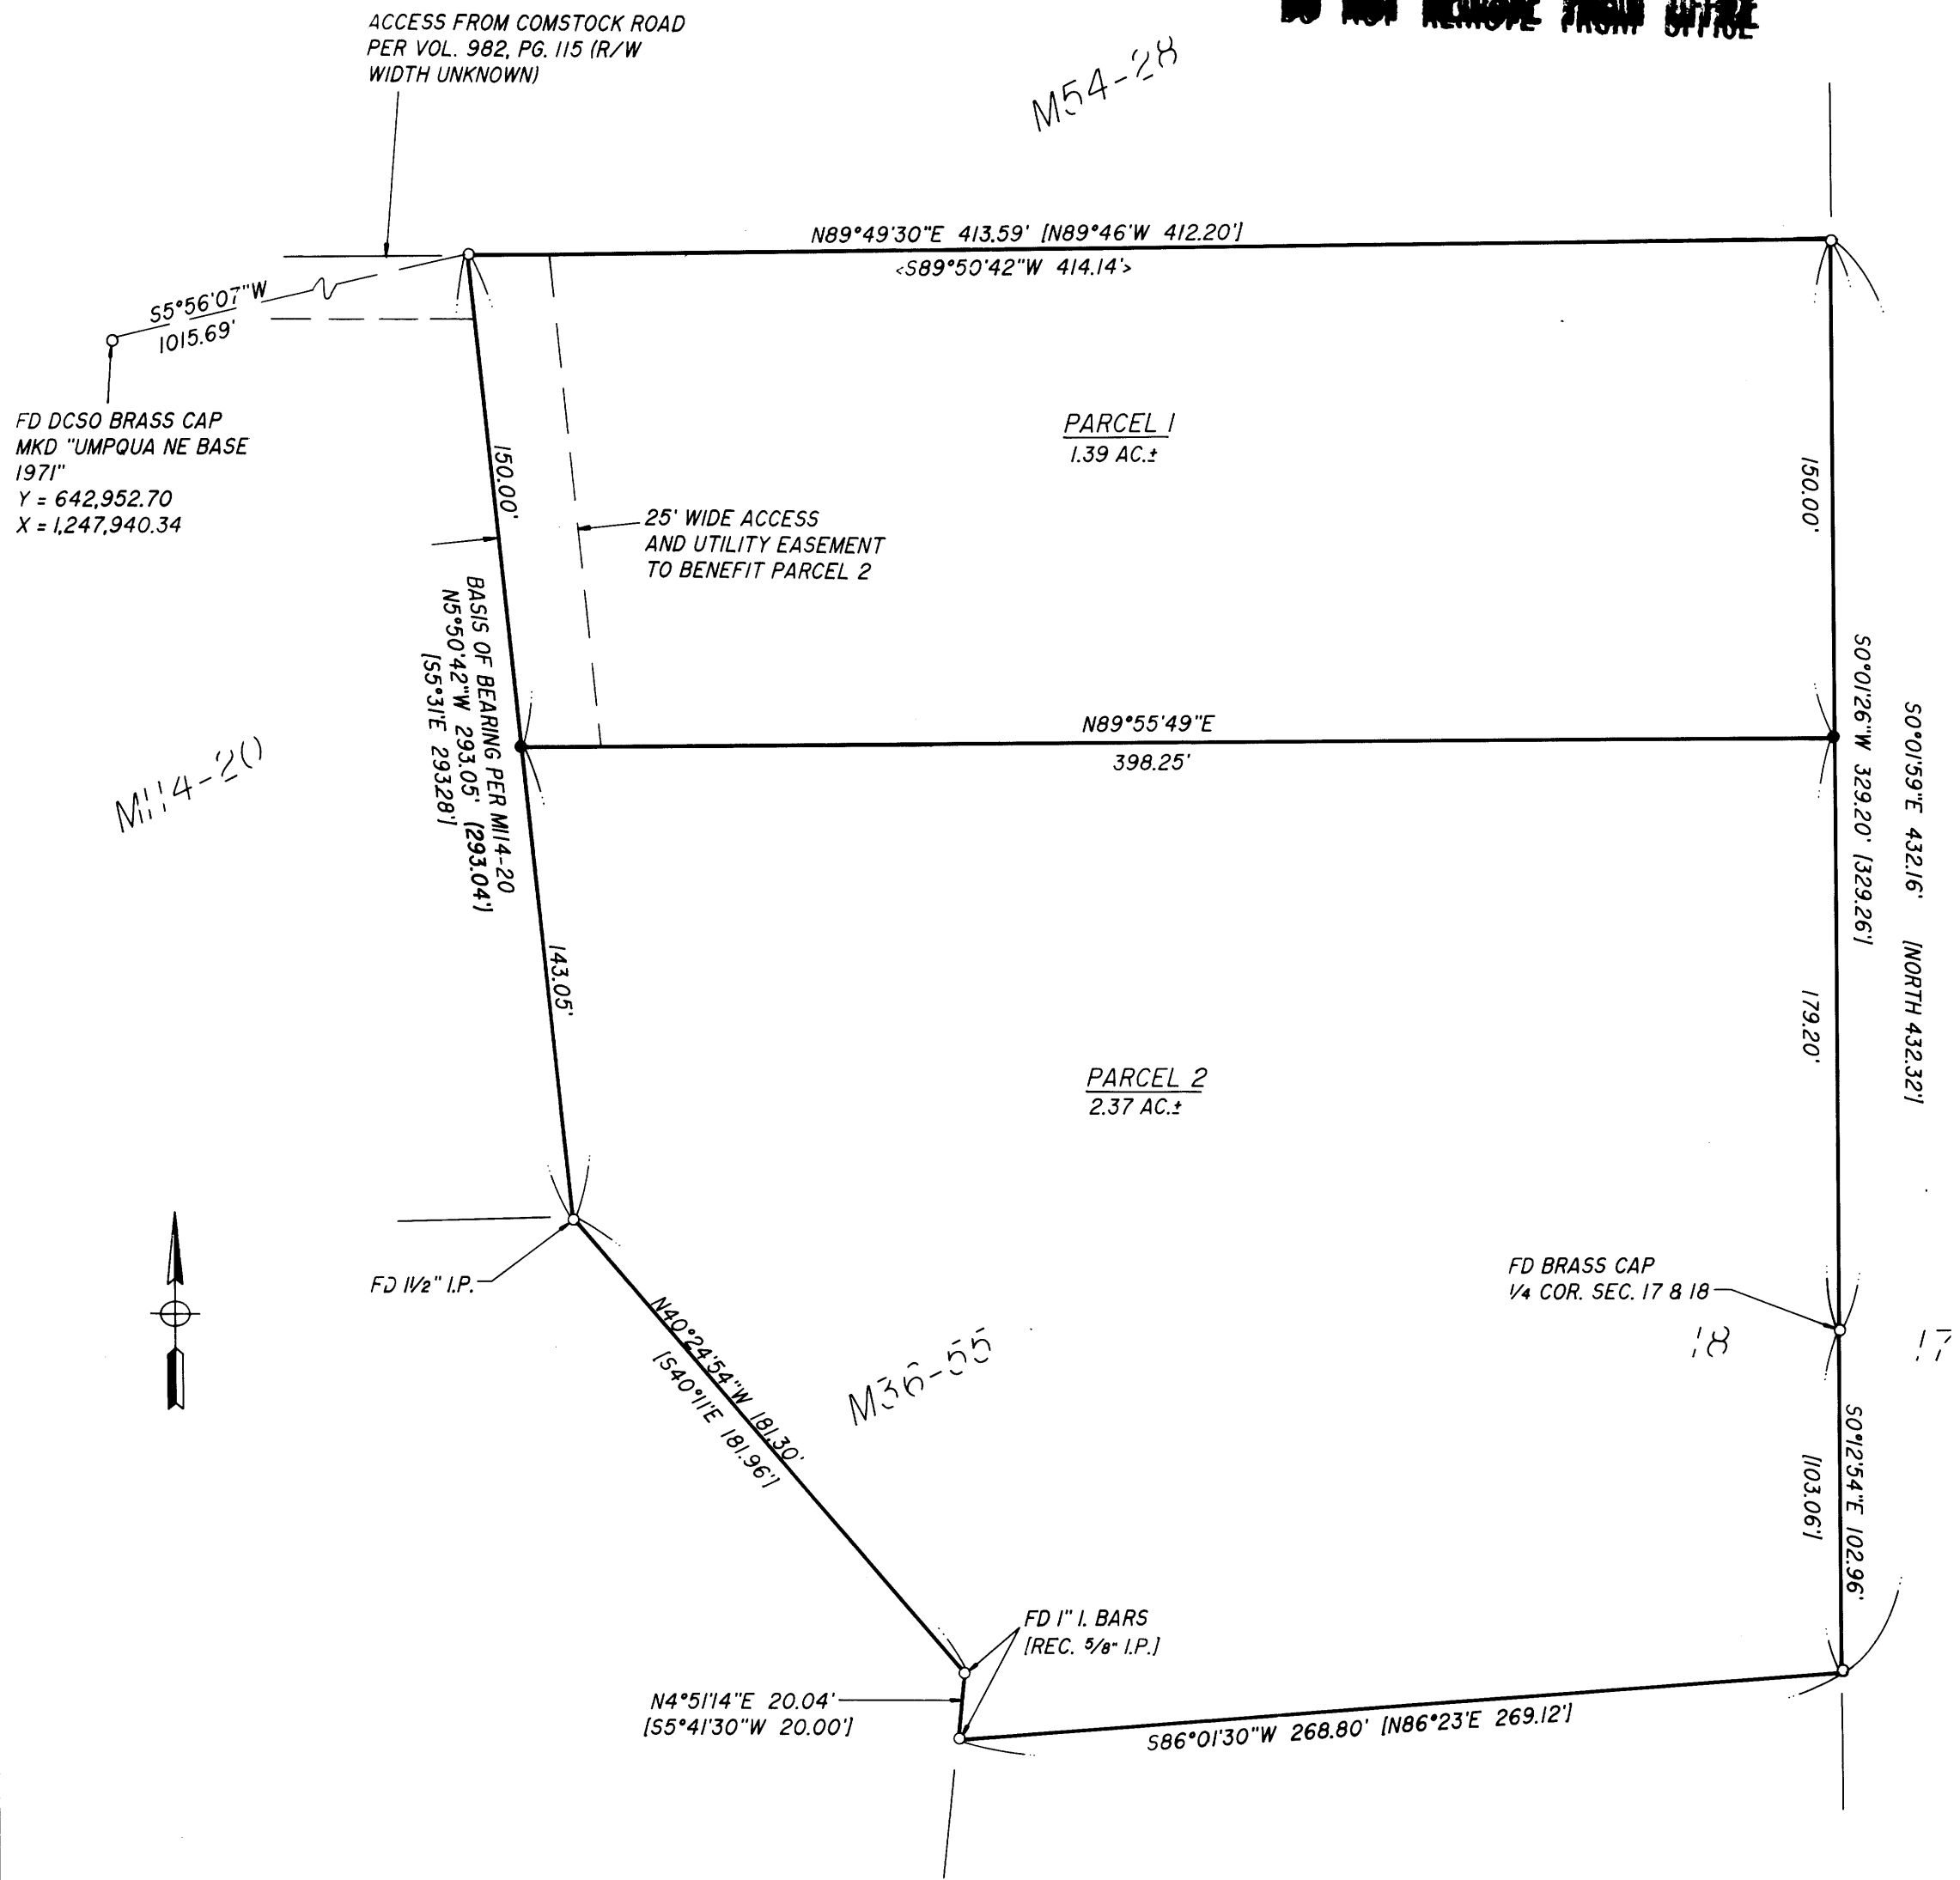 DO NOT REMOVE FROM OFFICE
ACCESS FROM COMSTOCK ROAD
PER VOL. 982, PG. 115 (R/W
WIDTH UNKNOWN)
M54-28
N89°49'30"E 413.59' [N89°46'W 412.20']
<S89°50'42"W 414.14'>
S5°56'07"W
1015.69'
FD DCSO BRASS CAP
MKD "UMPQUA NE BASE
1971"
Y = 642,952.70
X = 1,247,940.34
PARCEL 1
1.39 AC.±
150.00'
150.00'
25' WIDE ACCESS
AND UTILITY EASEMENT
TO BENEFIT PARCEL 2
BASIS OF BEARING PER M114-20
N5°50'42"W 293.05' (293.04')
[S5°31'E 293.28']
M114-20
N89°55'49"E
398.25'
S0°01'26"W 329.20' [329.26']
S0°01'59"E 432.16' [NORTH 432.32']
143.05'
179.20'
PARCEL 2
2.37 AC.±
FD 1½" I.P.
FD BRASS CAP
¼ COR. SEC. 17 & 18
18
17
N40°24'54"W 181.30'
[S40°11'E 181.96']
M36-55
S0°12'54"E 102.96'
[103.06']
FD 1" I. BARS
[REC. 5/8" I.P.]
N4°51'14"E 20.04'
[S5°41'30"W 20.00']
S86°01'30"W 268.80' [N86°23'E 269.12']